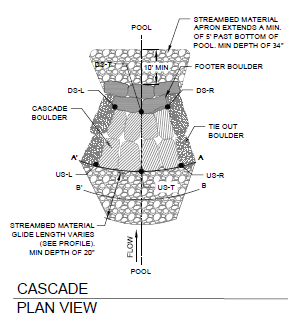 POOL
STREAMBED MATERIAL
APRON EXTENDS A MIN.
OF 5' PAST BOTTOM OF
POOL. MIN DEPTH OF 34"
DS-T
10' MIN
FOOTER BOULDER
DS-L
DS-R
CASCADE
BOULDER
TIE OUT
BOULDER
A'
A
US-L
US-R
US-T
B'
B
STREAMBED MATERIAL
GLIDE LENGTH VARIES
(SEE PROFILE).
MIN DEPTH OF 20"
FLOW
POOL
CASCADE
PLAN VIEW